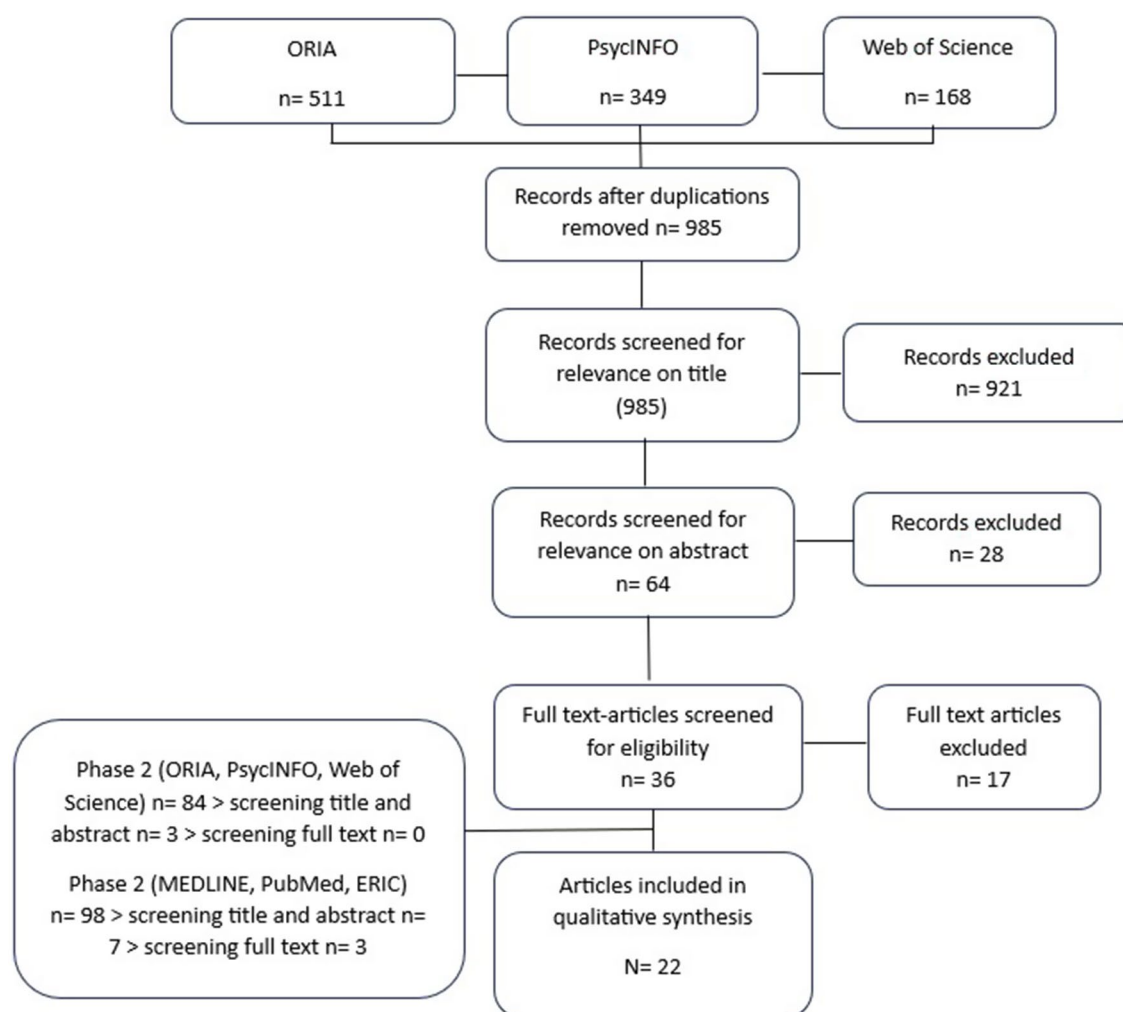 ORIA
n= 511
PsycINFO
n= 349
Web of Science
n= 168
Records after duplications
removed n= 985
Records screened for
relevance on title
(985)
Records excluded
n= 921
Records screened for
relevance on abstract
n= 64
Records excluded
n= 28
Full text-articles screened
for eligibility
n= 36
Full text articles
excluded
n= 17
Phase 2 (ORIA, PsycINFO, Web of
Science) n= 84 > screening title and
abstract n= 3 > screening full text n= 0
Phase 2 (MEDLINE, PubMed, ERIC)
n= 98 > screening title and abstract n=
7 > screening full text n= 3
Articles included in
qualitative synthesis
N= 22